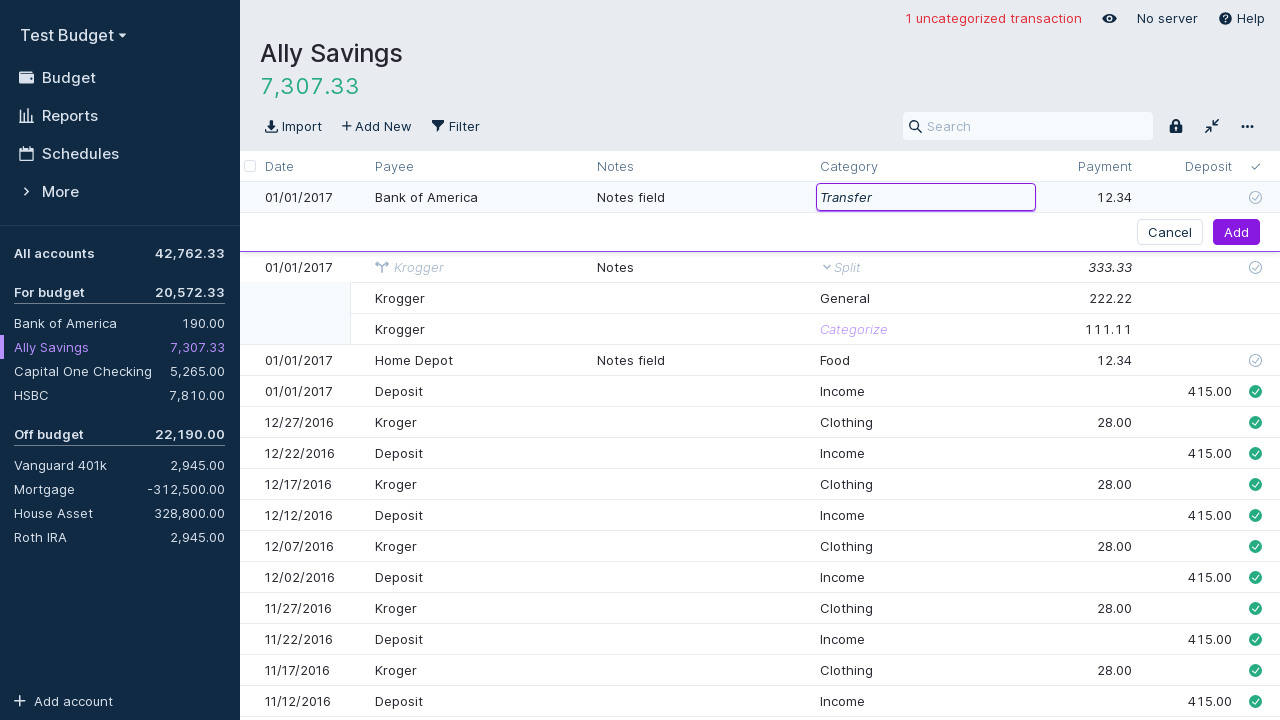 Test Budget
Budget
Reports
Schedules
More
All accounts 42,762.33
For budget 20,572.33
Bank of America 190.00
Ally Savings 7,307.33
Capital One Checking 5,265.00
HSBC 7,810.00
Off budget 22,190.00
Vanguard 401k 2,945.00
Mortgage -312,500.00
House Asset 328,800.00
Roth IRA 2,945.00
Add account
1 uncategorized transaction No server Help
Ally Savings
7,307.33
Import Add New Filter Search
Date Payee Notes Category Payment Deposit
01/01/2017 Bank of America Notes field Transfer 12.34
Cancel Add
01/01/2017 Krogger Notes Split 333.33
Krogger General 222.22
Krogger Categorize 111.11
01/01/2017 Home Depot Notes field Food 12.34
01/01/2017 Deposit Income 415.00
12/27/2016 Kroger Clothing 28.00
12/22/2016 Deposit Income 415.00
12/17/2016 Kroger Clothing 28.00
12/12/2016 Deposit Income 415.00
12/07/2016 Kroger Clothing 28.00
12/02/2016 Deposit Income 415.00
11/27/2016 Kroger Clothing 28.00
11/22/2016 Deposit Income 415.00
11/17/2016 Kroger Clothing 28.00
11/12/2016 Deposit Income 415.00